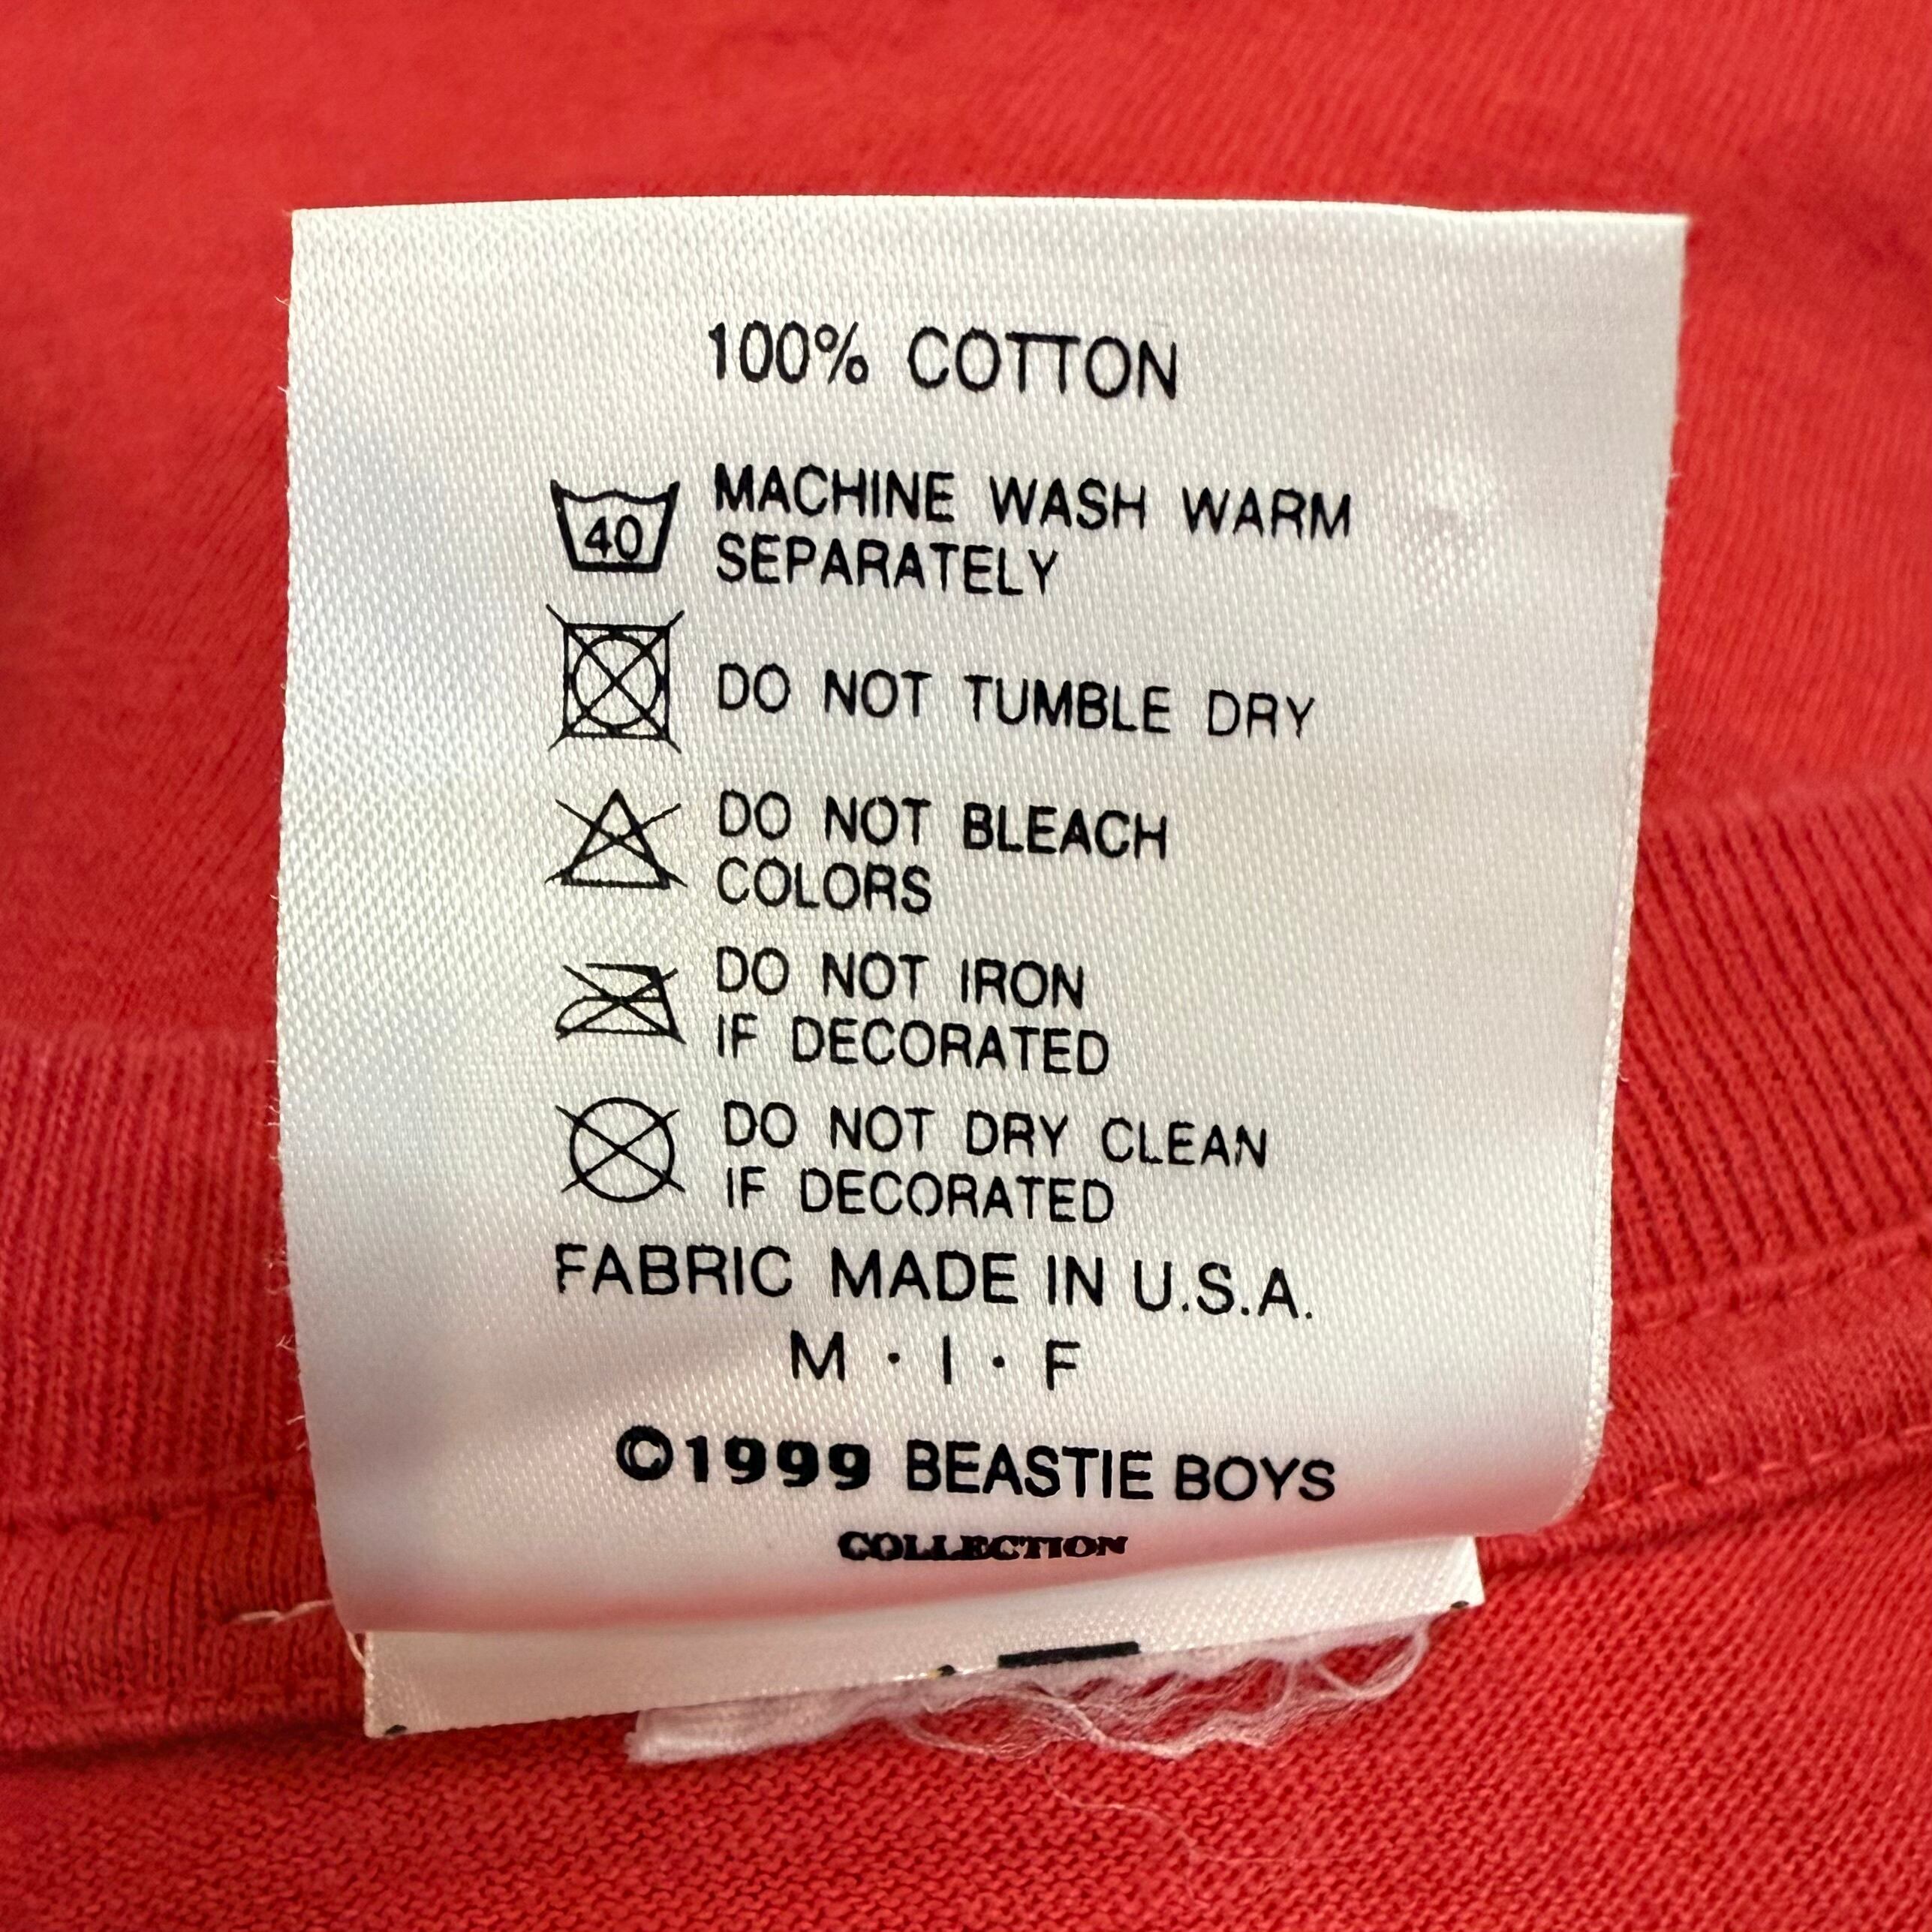 100% COTTON
40
MACHINE WASH WARM
SEPARATELY
DO NOT TUMBLE DRY
DO NOT BLEACH
COLORS
DO NOT IRON
IF DECORATED
DO NOT DRY CLEAN
IF DECORATED
FABRIC MADE IN U.S.A.
M · I · F
©1999 BEASTIE BOYS
COLLECTION